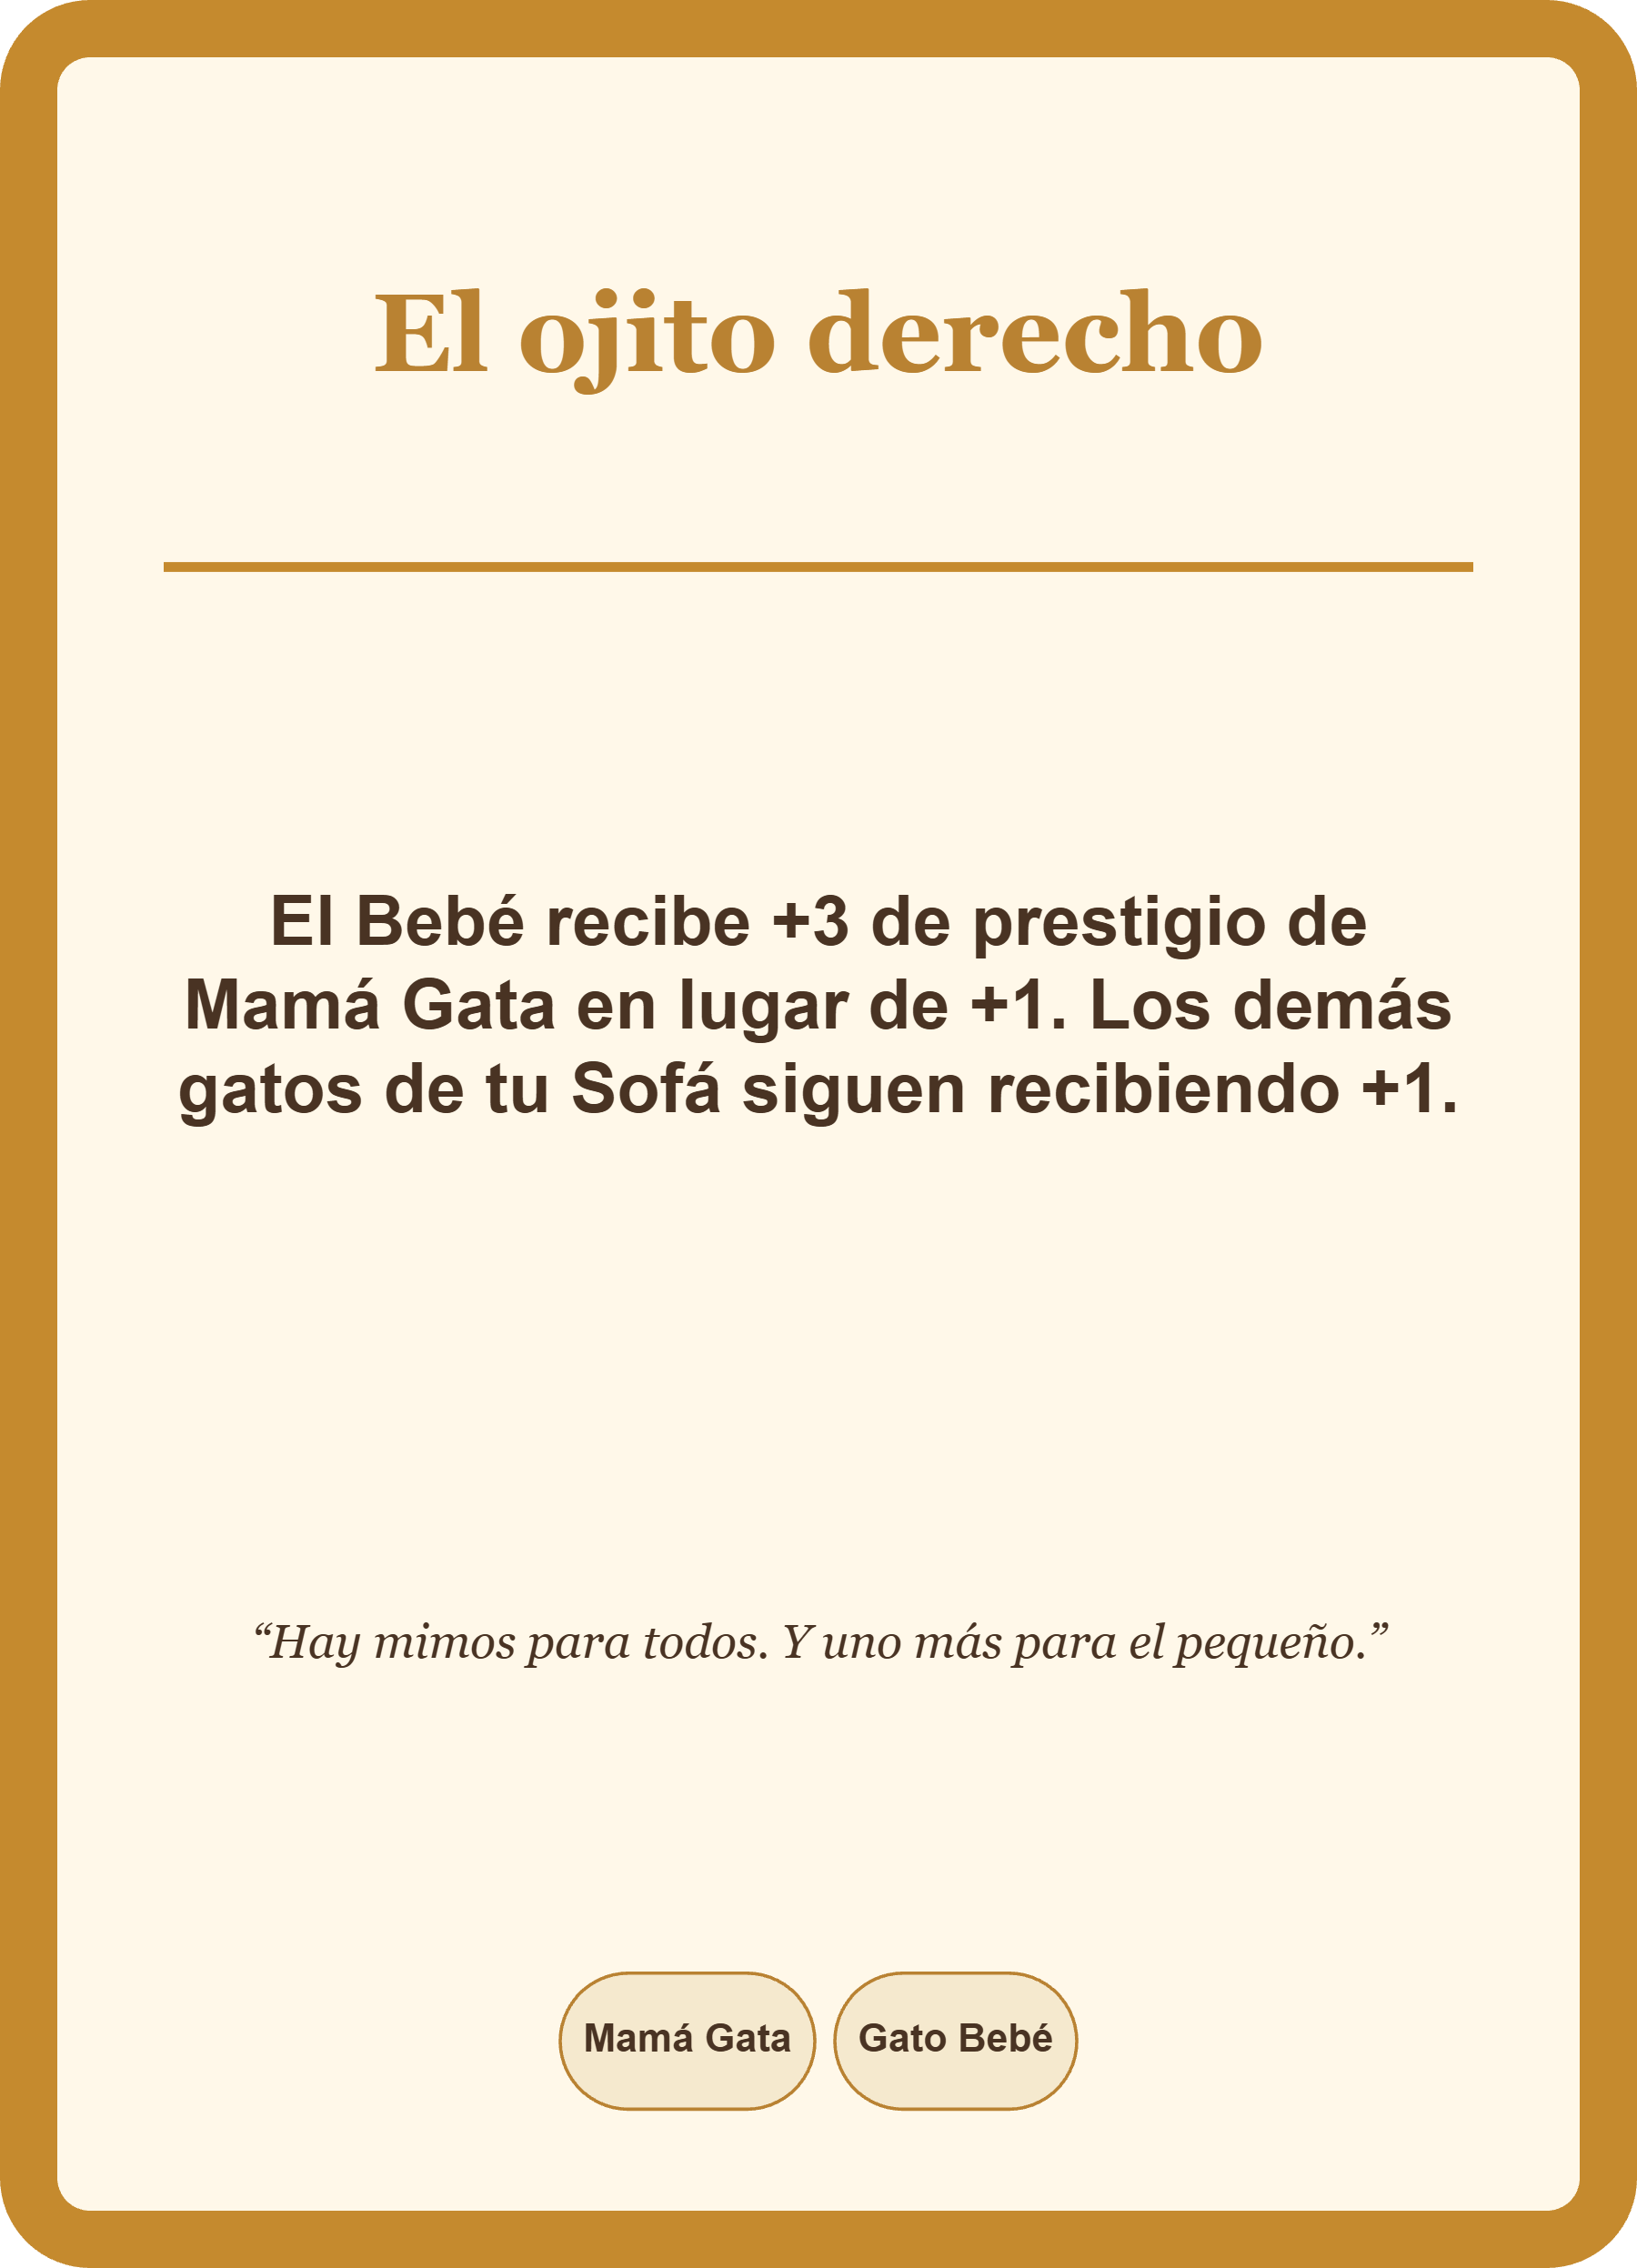 El ojito derecho
El Bebé recibe +3 de prestigio de
Mamá Gata en lugar de +1. Los demás
gatos de tu Sofá siguen recibiendo +1.
“Hay mimos para todos. Y uno más para el pequeño.”
Mamá Gata
Gato Bebé